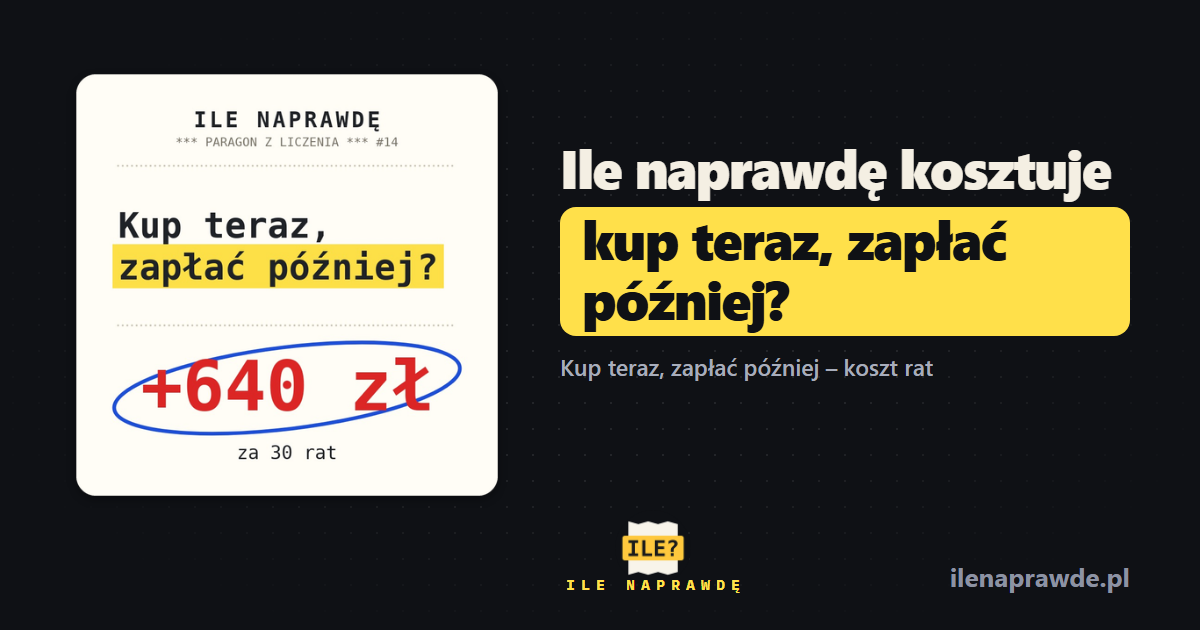 ILE NAPRAWDĘ
*** PARAGON Z LICZENIA *** #14
Kup teraz,
zapłać później?
+640 zł
za 30 rat
Ile naprawdę kosztuje
kup teraz, zapłać
później?
Kup teraz, zapłać później – koszt rat
ILE?
ILE NAPRAWDĘ
ilenaprawde.pl